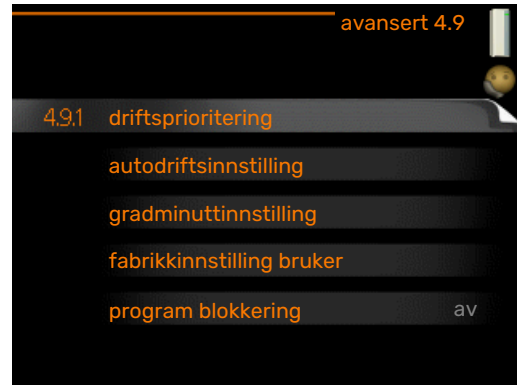 avansert 4.9
4.9.1 driftsprioritering
autodriftsinnstilling
gradminuttinnstilling
fabrikkinnstilling bruker
program blokkering av